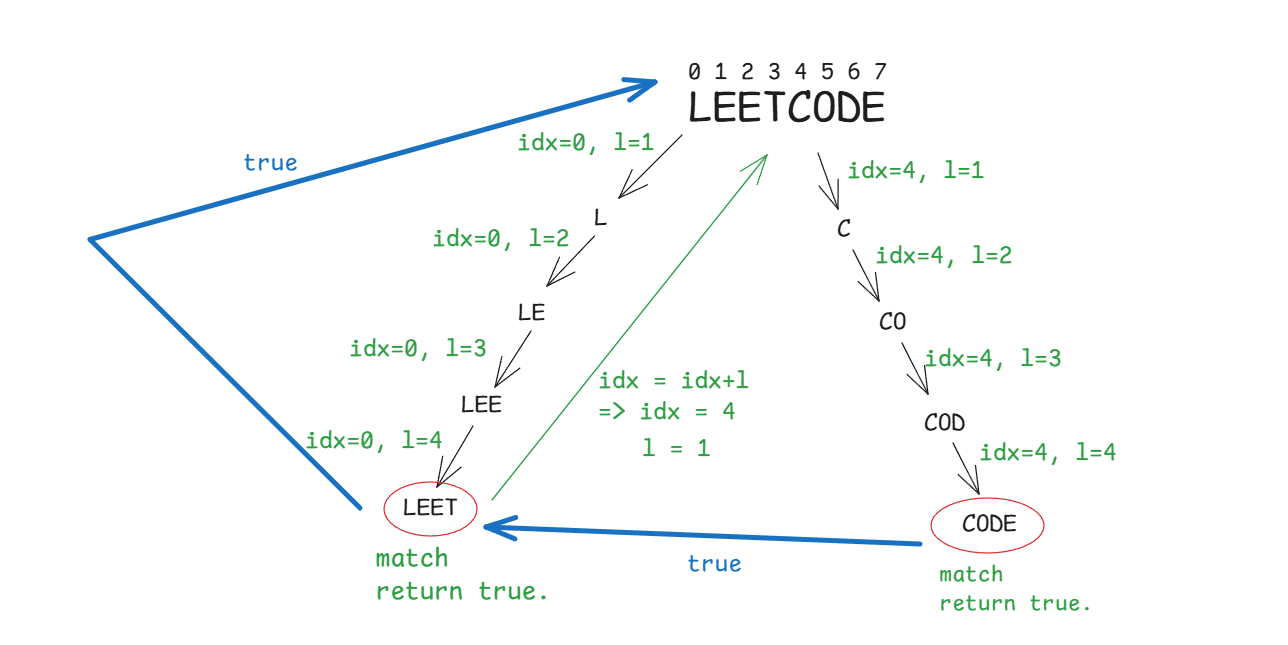 0 1 2 3 4 5 6 7
LEETCODE
idx=0, l=1
true
idx=4, l=1
L
C
idx=0, l=2
idx=4, l=2
LE
CO
idx=0, l=3
idx=4, l=3
idx = idx+l
LEE
=> idx = 4
COD
idx=0, l=4
l = 1
idx=4, l=4
LEET
CODE
match
return true.
true
match
return true.